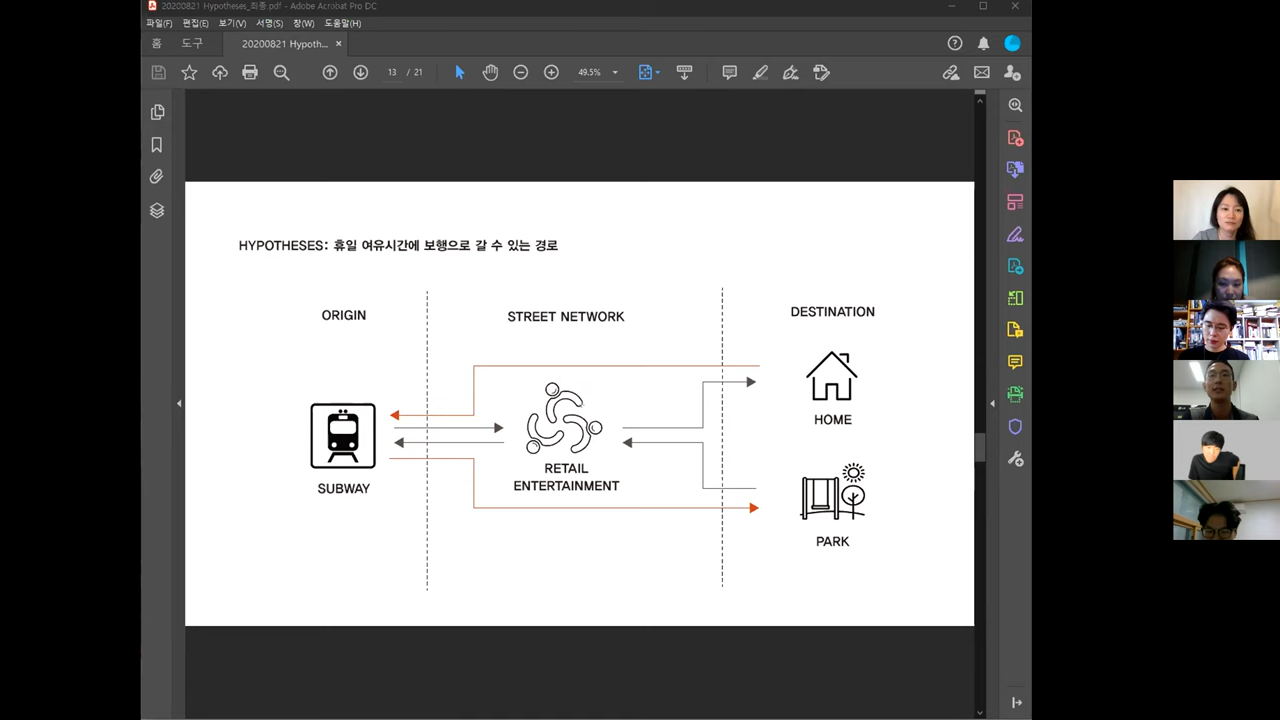 20200821 Hypotheses_최종.pdf - Adobe Acrobat Pro DC
파일(F) 편집(E) 보기(V) 서명(S) 창(W) 도움말(H)
홈 도구 20200821 Hypoth... ×
13 / 21 49.5%
HYPOTHESES: 휴일 여유시간에 보행으로 갈 수 있는 경로
ORIGIN STREET NETWORK DESTINATION
HOME
RETAIL
ENTERTAINMENT
SUBWAY
PARK